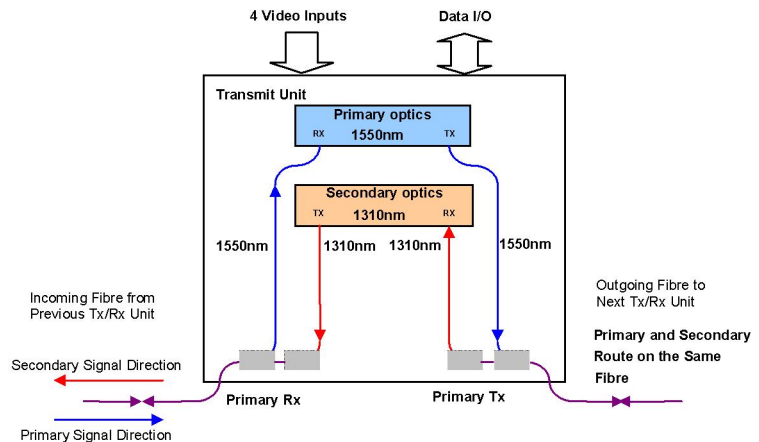 4 Video Inputs
Data I/O
Transmit Unit
Primary optics
RX
1550nm
TX
Secondary optics
TX
1310nm
RX
1550nm
1310nm
1310nm
1550nm
Incoming Fibre from
Previous Tx/Rx Unit
Outgoing Fibre to
Next Tx/Rx Unit
Primary and Secondary
Route on the Same
Fibre
Secondary Signal Direction
Primary Rx
Primary Tx
Primary Signal Direction